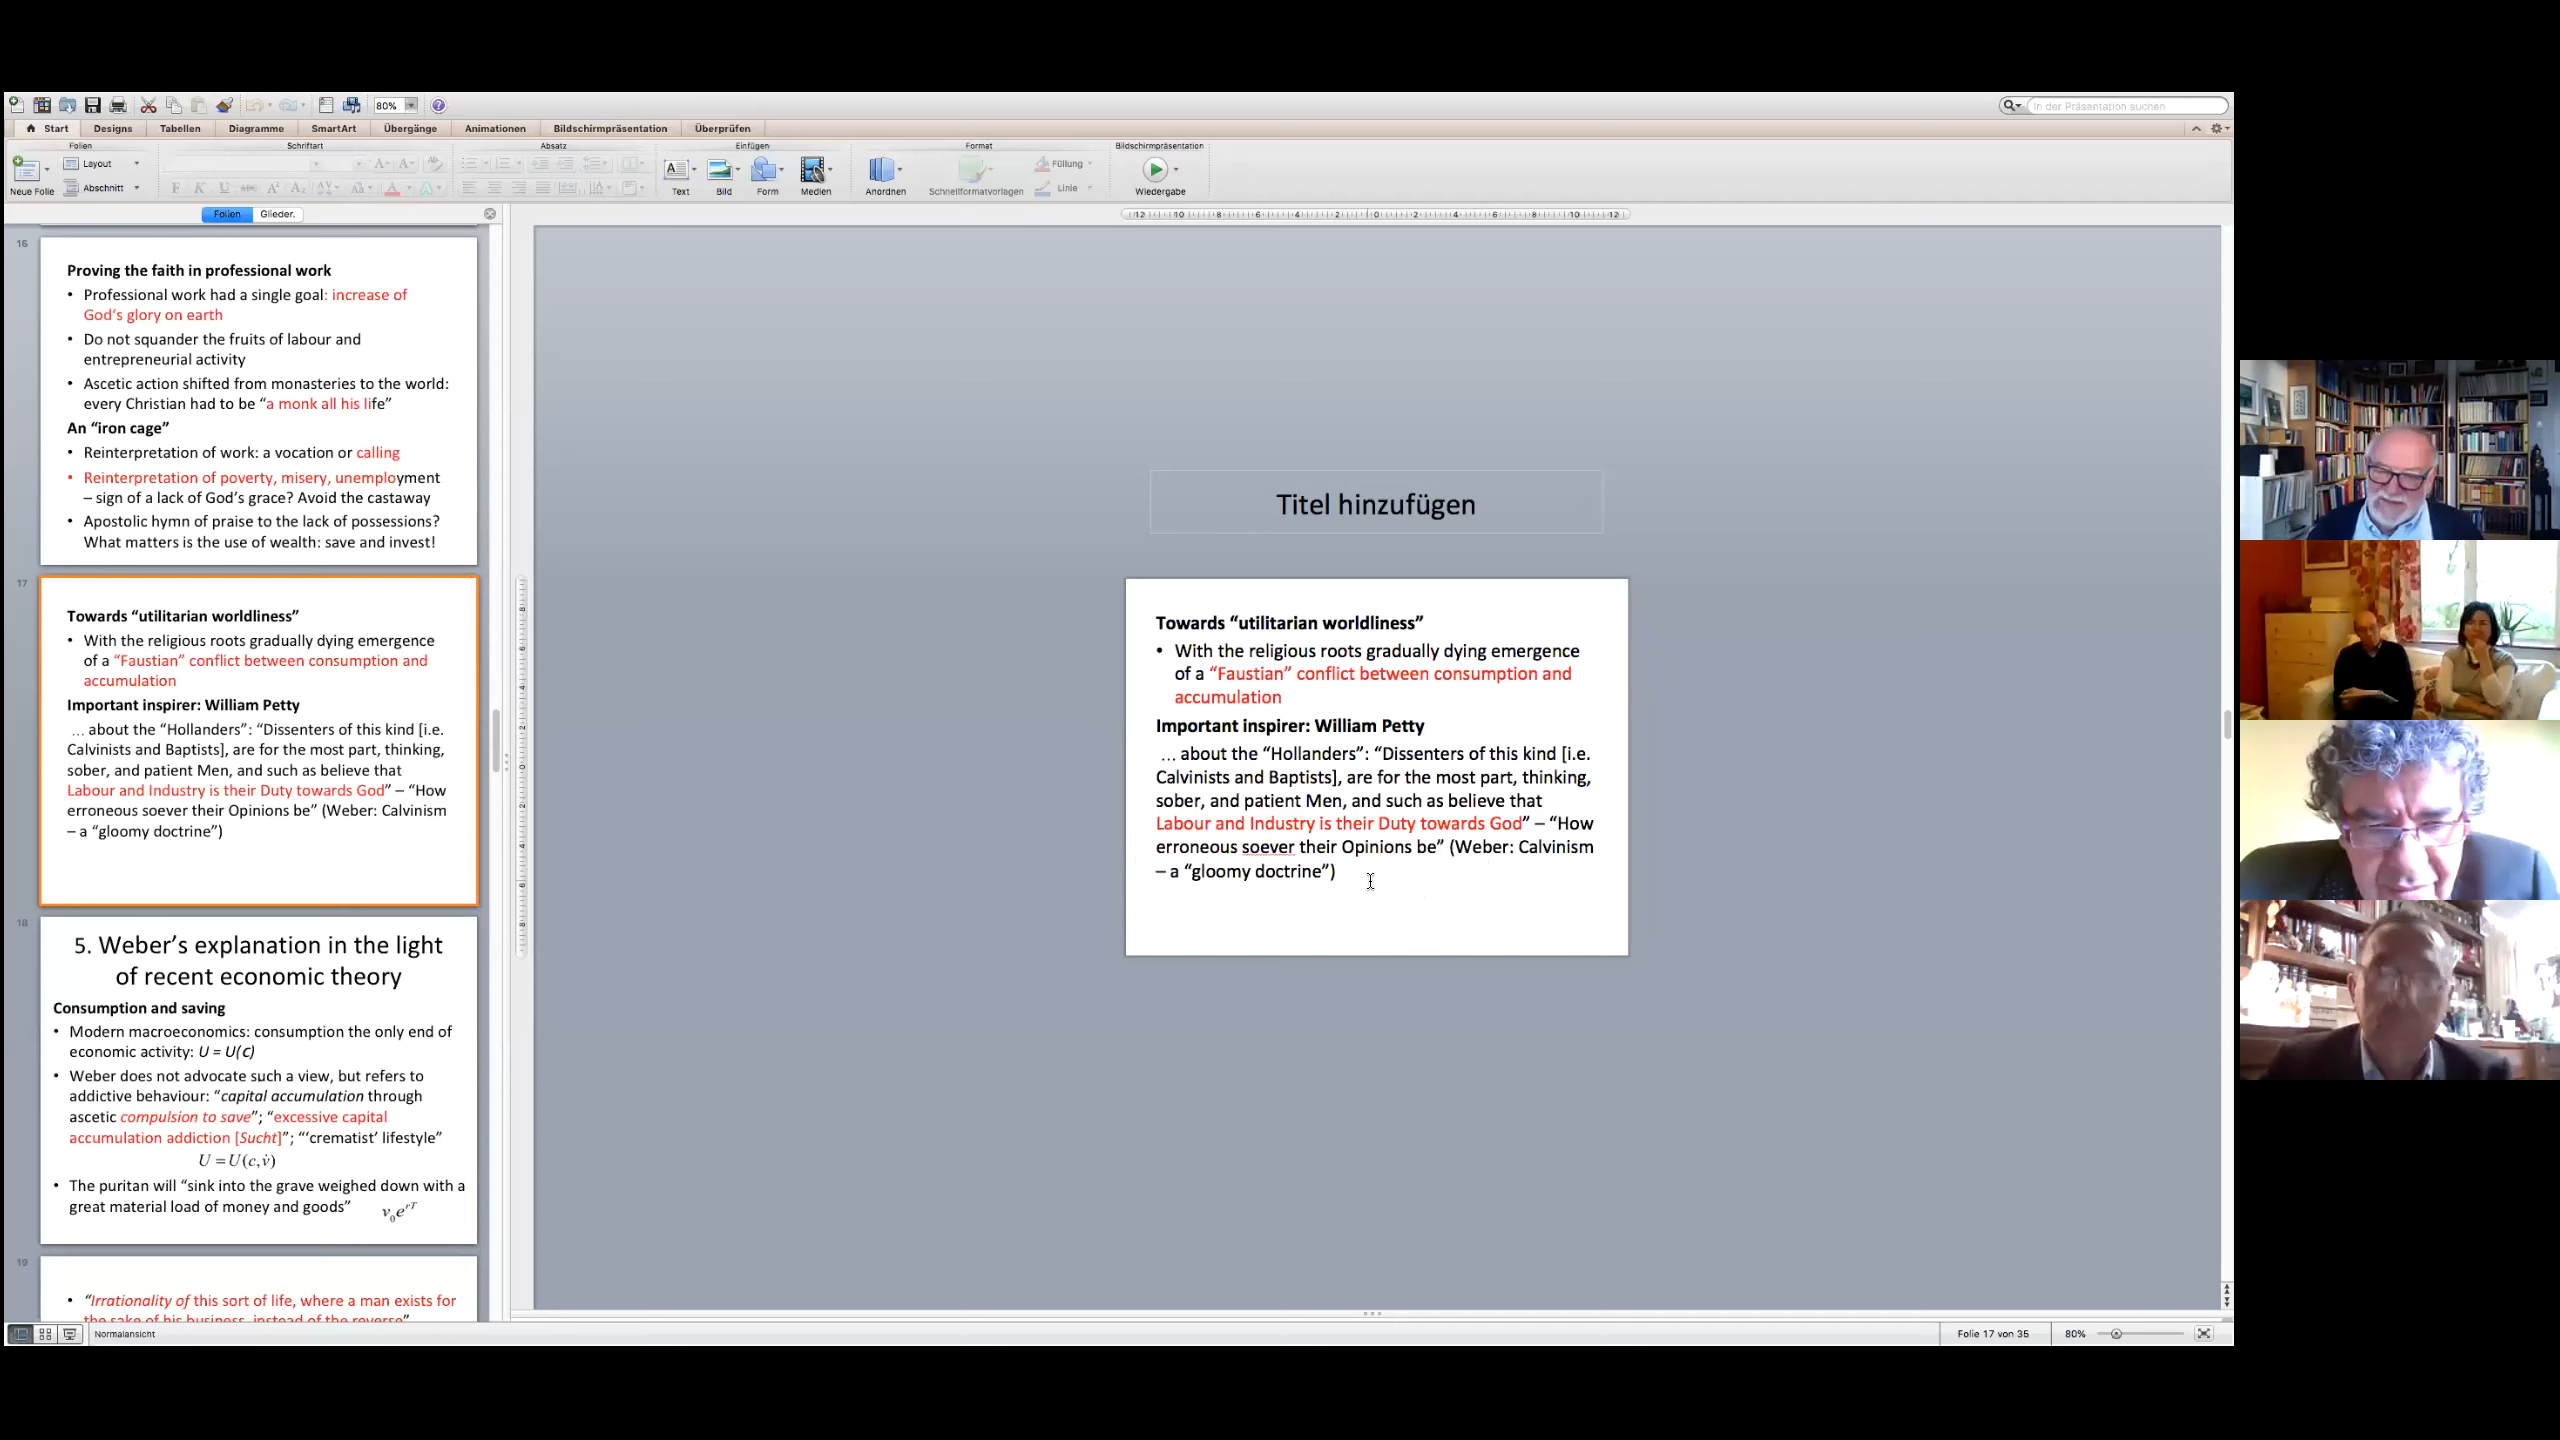 80%
In der Präsentation suchen
Start
Designs
Tabellen
Diagramme
SmartArt
Übergänge
Animationen
Bildschirmpräsentation
Überprüfen
Folien
Schriftart
Absatz
Einfügen
Format
Bildschirmpräsentation
Neue Folie
Layout
Abschnitt
Text
Bild
Form
Medien
Anordnen
Schnellformatvorlagen
Füllung
Linie
Wiedergabe
Folien
Glieder.
16
Proving the faith in professional work
• Professional work had a single goal: increase of
God‘s glory on earth
• Do not squander the fruits of labour and
entrepreneurial activity
• Ascetic action shifted from monasteries to the world:
every Christian had to be “a monk all his life”
An “iron cage”
• Reinterpretation of work: a vocation or calling
• Reinterpretation of poverty, misery, unemployment
– sign of a lack of God’s grace? Avoid the castaway
• Apostolic hymn of praise to the lack of possessions?
What matters is the use of wealth: save and invest!
17
Towards “utilitarian worldliness”
• With the religious roots gradually dying emergence
of a “Faustian” conflict between consumption and
accumulation
Important inspirer: William Petty
… about the “Hollanders”: “Dissenters of this kind [i.e.
Calvinists and Baptists], are for the most part, thinking,
sober, and patient Men, and such as believe that
Labour and Industry is their Duty towards God” – “How
erroneous soever their Opinions be” (Weber: Calvinism
– a “gloomy doctrine”)
18
5. Weber’s explanation in the light
of recent economic theory
Consumption and saving
• Modern macroeconomics: consumption the only end of
economic activity: U = U(c)
• Weber does not advocate such a view, but refers to
addictive behaviour: “capital accumulation through
ascetic compulsion to save”; “excessive capital
accumulation addiction [Sucht]”; “‘crematist’ lifestyle”
U = U(c, v̇)
• The puritan will “sink into the grave weighed down with a
great material load of money and goods” v₀e^{rT}
19
• “Irrationality of this sort of life, where a man exists for
the sake of his business, instead of the reverse”
Titel hinzufügen
Towards “utilitarian worldliness”
• With the religious roots gradually dying emergence
of a “Faustian” conflict between consumption and
accumulation
Important inspirer: William Petty
… about the “Hollanders”: “Dissenters of this kind [i.e.
Calvinists and Baptists], are for the most part, thinking,
sober, and patient Men, and such as believe that
Labour and Industry is their Duty towards God” – “How
erroneous soever their Opinions be” (Weber: Calvinism
– a “gloomy doctrine”)
Normalansicht
Folie 17 von 35
80%